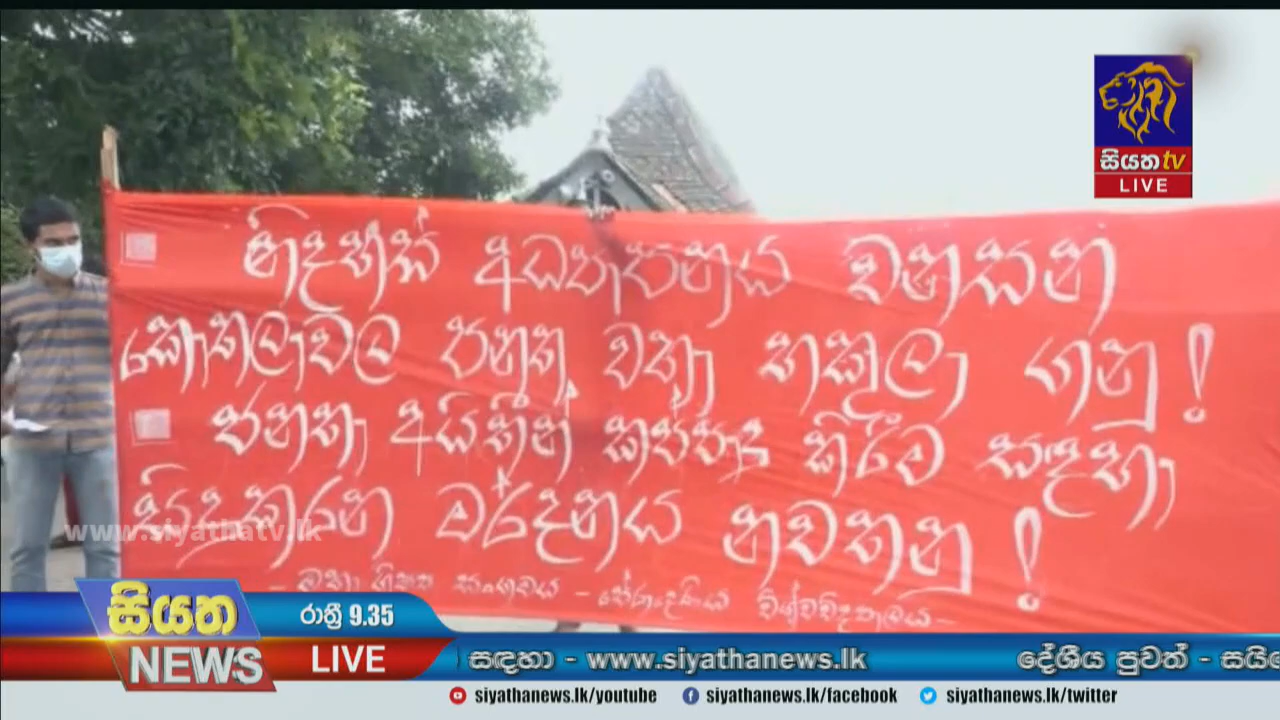 සියත tv
LIVE
නිදහස් අධ්‍යාපනය වනසන
කොතලාවල පනත වහා හකුලා ගනු!
ජනතා අයිතීන් කප්පාදු කිරීම සඳහා
සිදුකරන මර්දනය නවතනු!
- මහා ශිෂ්‍ය සංගමය - පේරාදෙණිය විශ්වවිද්‍යාලය -
www.siyathatv.lk
සියත
NEWS
රාත්‍රී 9.35
LIVE
සඳහා - www.siyathanews.lk
දේශීය පුවත් - සයි
siyathanews.lk/youtube
siyathanews.lk/facebook
siyathanews.lk/twitter